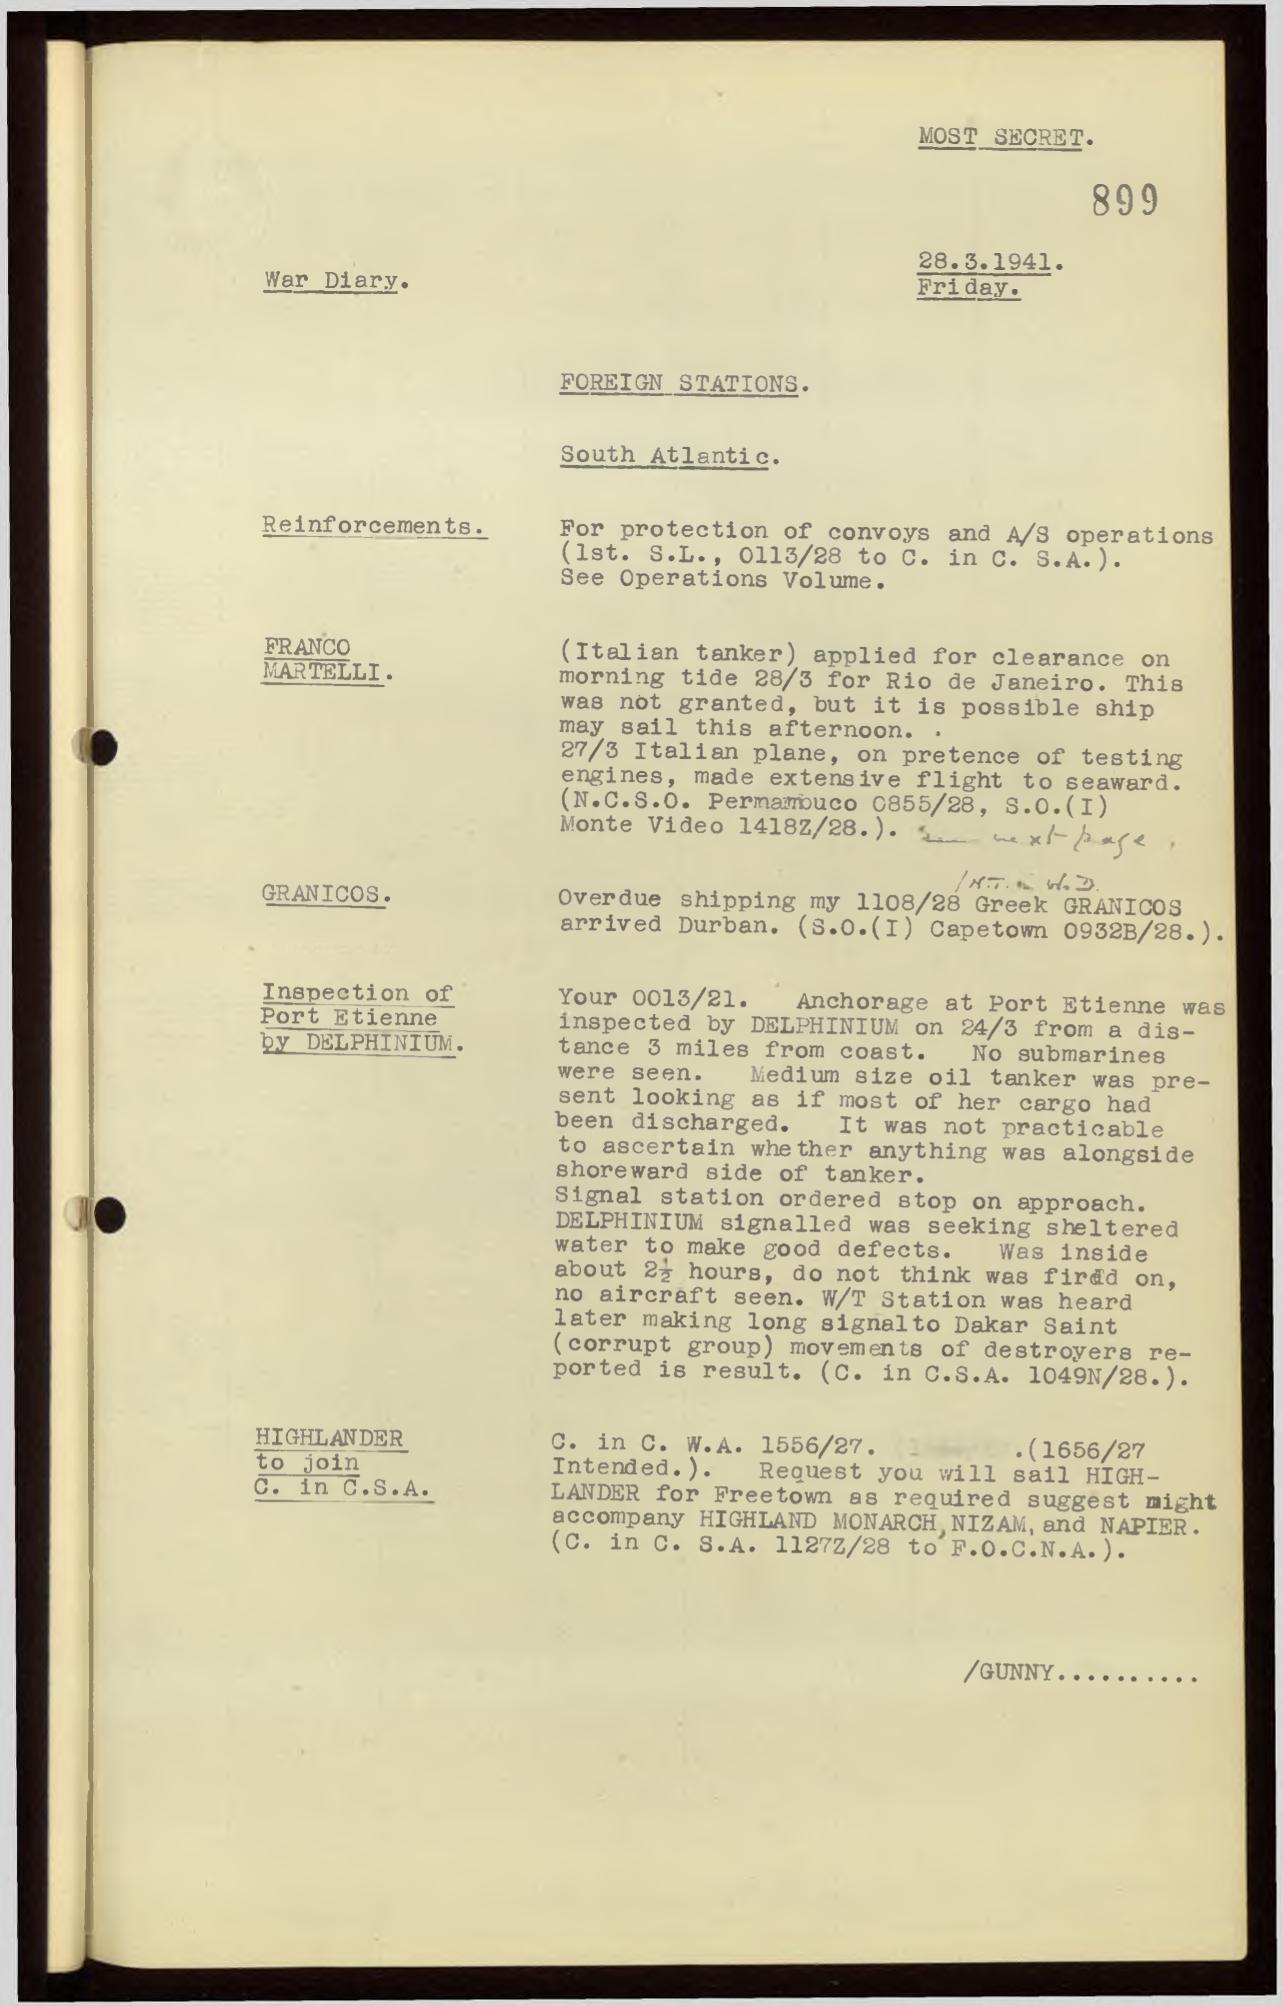 MOST SECRET.
899
28.3.1941.
Friday.
War Diary.
FOREIGN STATIONS.
South Atlantic.
Reinforcements.
For protection of convoys and A/S operations
(1st. S.L., 0113/28 to C. in C. S.A.).
See Operations Volume.
FRANCO
MARTELLI.
(Italian tanker) applied for clearance on
morning tide 28/3 for Rio de Janeiro. This
was not granted, but it is possible ship
may sail this afternoon. .
27/3 Italian plane, on pretence of testing
engines, made extensive flight to seaward.
(N.C.S.O. Permambuco 0855/28, S.O.(I)
Monte Video 1418Z/28.). See next page.
/N.T. in W.D.
GRANICOS.
Overdue shipping my 1108/28 Greek GRANICOS
arrived Durban. (S.O.(I) Capetown 0932B/28.).
Inspection of
Port Etienne
by DELPHINIUM.
Your 0013/21. Anchorage at Port Etienne was
inspected by DELPHINIUM on 24/3 from a dis-
tance 3 miles from coast. No submarines
were seen. Medium size oil tanker was pre-
sent looking as if most of her cargo had
been discharged. It was not practicable
to ascertain whether anything was alongside
shoreward side of tanker.
Signal station ordered stop on approach.
DELPHINIUM signalled was seeking sheltered
water to make good defects. Was inside
about 2½ hours, do not think was fired on,
no aircraft seen. W/T Station was heard
later making long signalto Dakar Saint
(corrupt group) movements of destroyers re-
ported is result. (C. in C.S.A. 1049N/28.).
HIGHLANDER
to join
C. in C.S.A.
C. in C. W.A. 1556/27. .(1656/27
Intended.). Request you will sail HIGH-
LANDER for Freetown as required suggest might
accompany HIGHLAND MONARCH, NIZAM, and NAPIER.
(C. in C. S.A. 1127Z/28 to F.O.C.N.A.).
/GUNNY..........